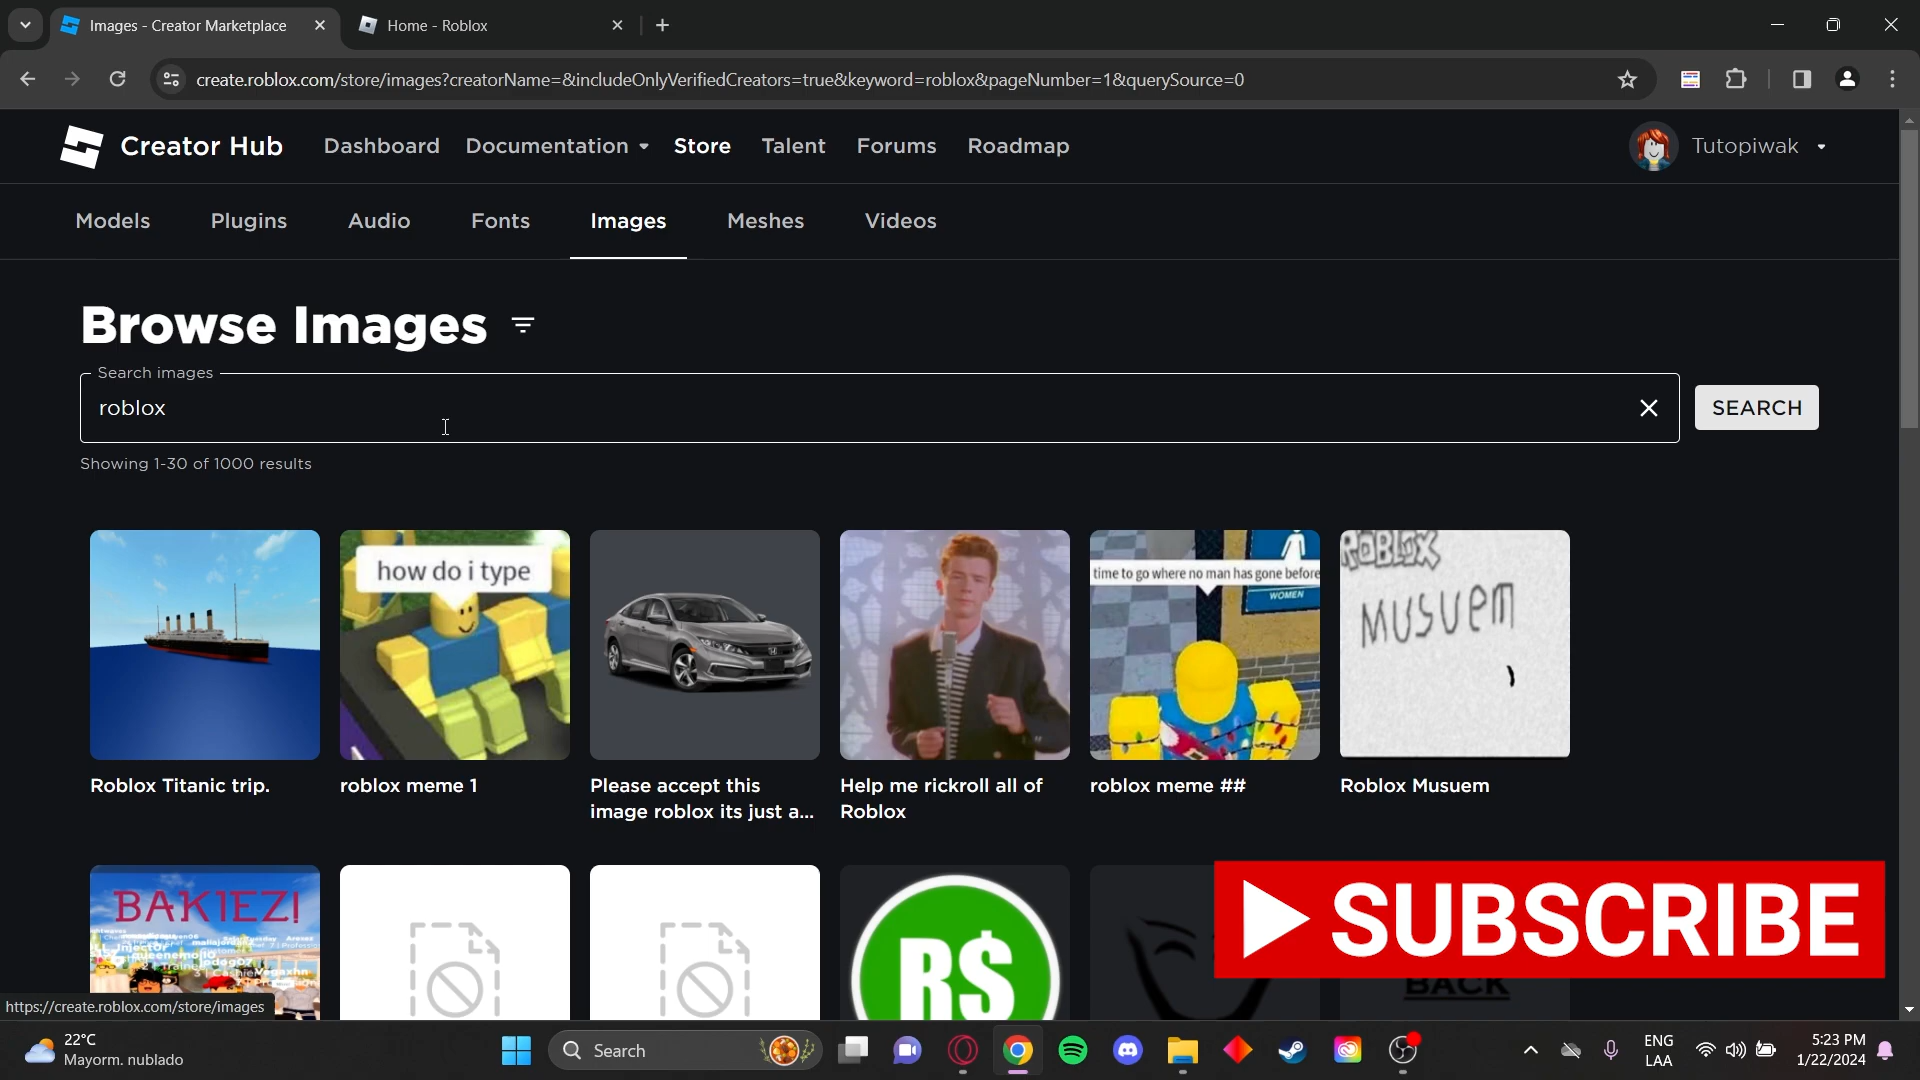 Images - Creator Marketplace
Home - Roblox
create.roblox.com/store/images?creatorName=&includeOnlyVerifiedCreators=true&keyword=roblox&pageNumber=1&querySource=0
Creator Hub
Dashboard
Documentation
Store
Talent
Forums
Roadmap
Tutopiwak
Models
Plugins
Audio
Fonts
Images
Meshes
Videos
Browse Images
Search images
roblox
SEARCH
Showing 1-30 of 1000 results
how do i type
time to go where no man has gone before
WOMEN
ROBLOX
MUSUEM
Roblox Titanic trip.
roblox meme 1
Please accept this
image roblox its just a...
Help me rickroll all of
Roblox
roblox meme ##
Roblox Musuem
BAKIEZ!
R$
BACK
SUBSCRIBE
https://create.roblox.com/store/images
22°C
Mayorm. nublado
Search
ENG
LAA
5:23 PM
1/22/2024